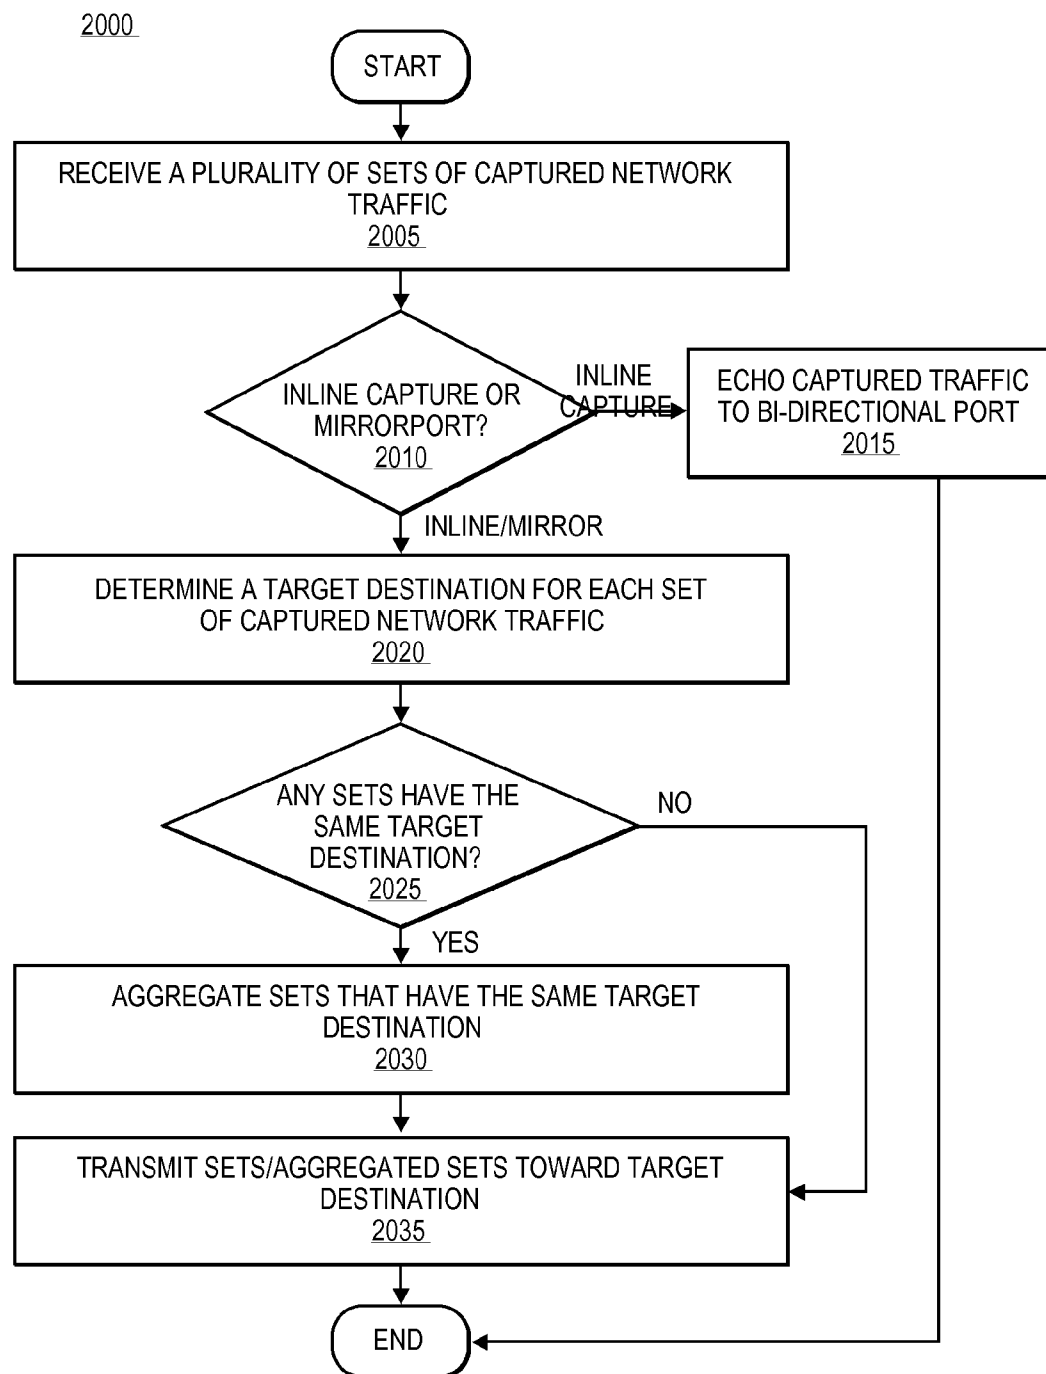 2000
START
RECEIVE A PLURALITY OF SETS OF CAPTURED NETWORK
TRAFFIC
2005
INLINE CAPTURE OR
MIRRORPORT?
2010
INLINE
CAPTURE
ECHO CAPTURED TRAFFIC
TO BI-DIRECTIONAL PORT
2015
INLINE/MIRROR
DETERMINE A TARGET DESTINATION FOR EACH SET
OF CAPTURED NETWORK TRAFFIC
2020
ANY SETS HAVE THE
SAME TARGET
DESTINATION?
2025
NO
YES
AGGREGATE SETS THAT HAVE THE SAME TARGET
DESTINATION
2030
TRANSMIT SETS/AGGREGATED SETS TOWARD TARGET
DESTINATION
2035
END